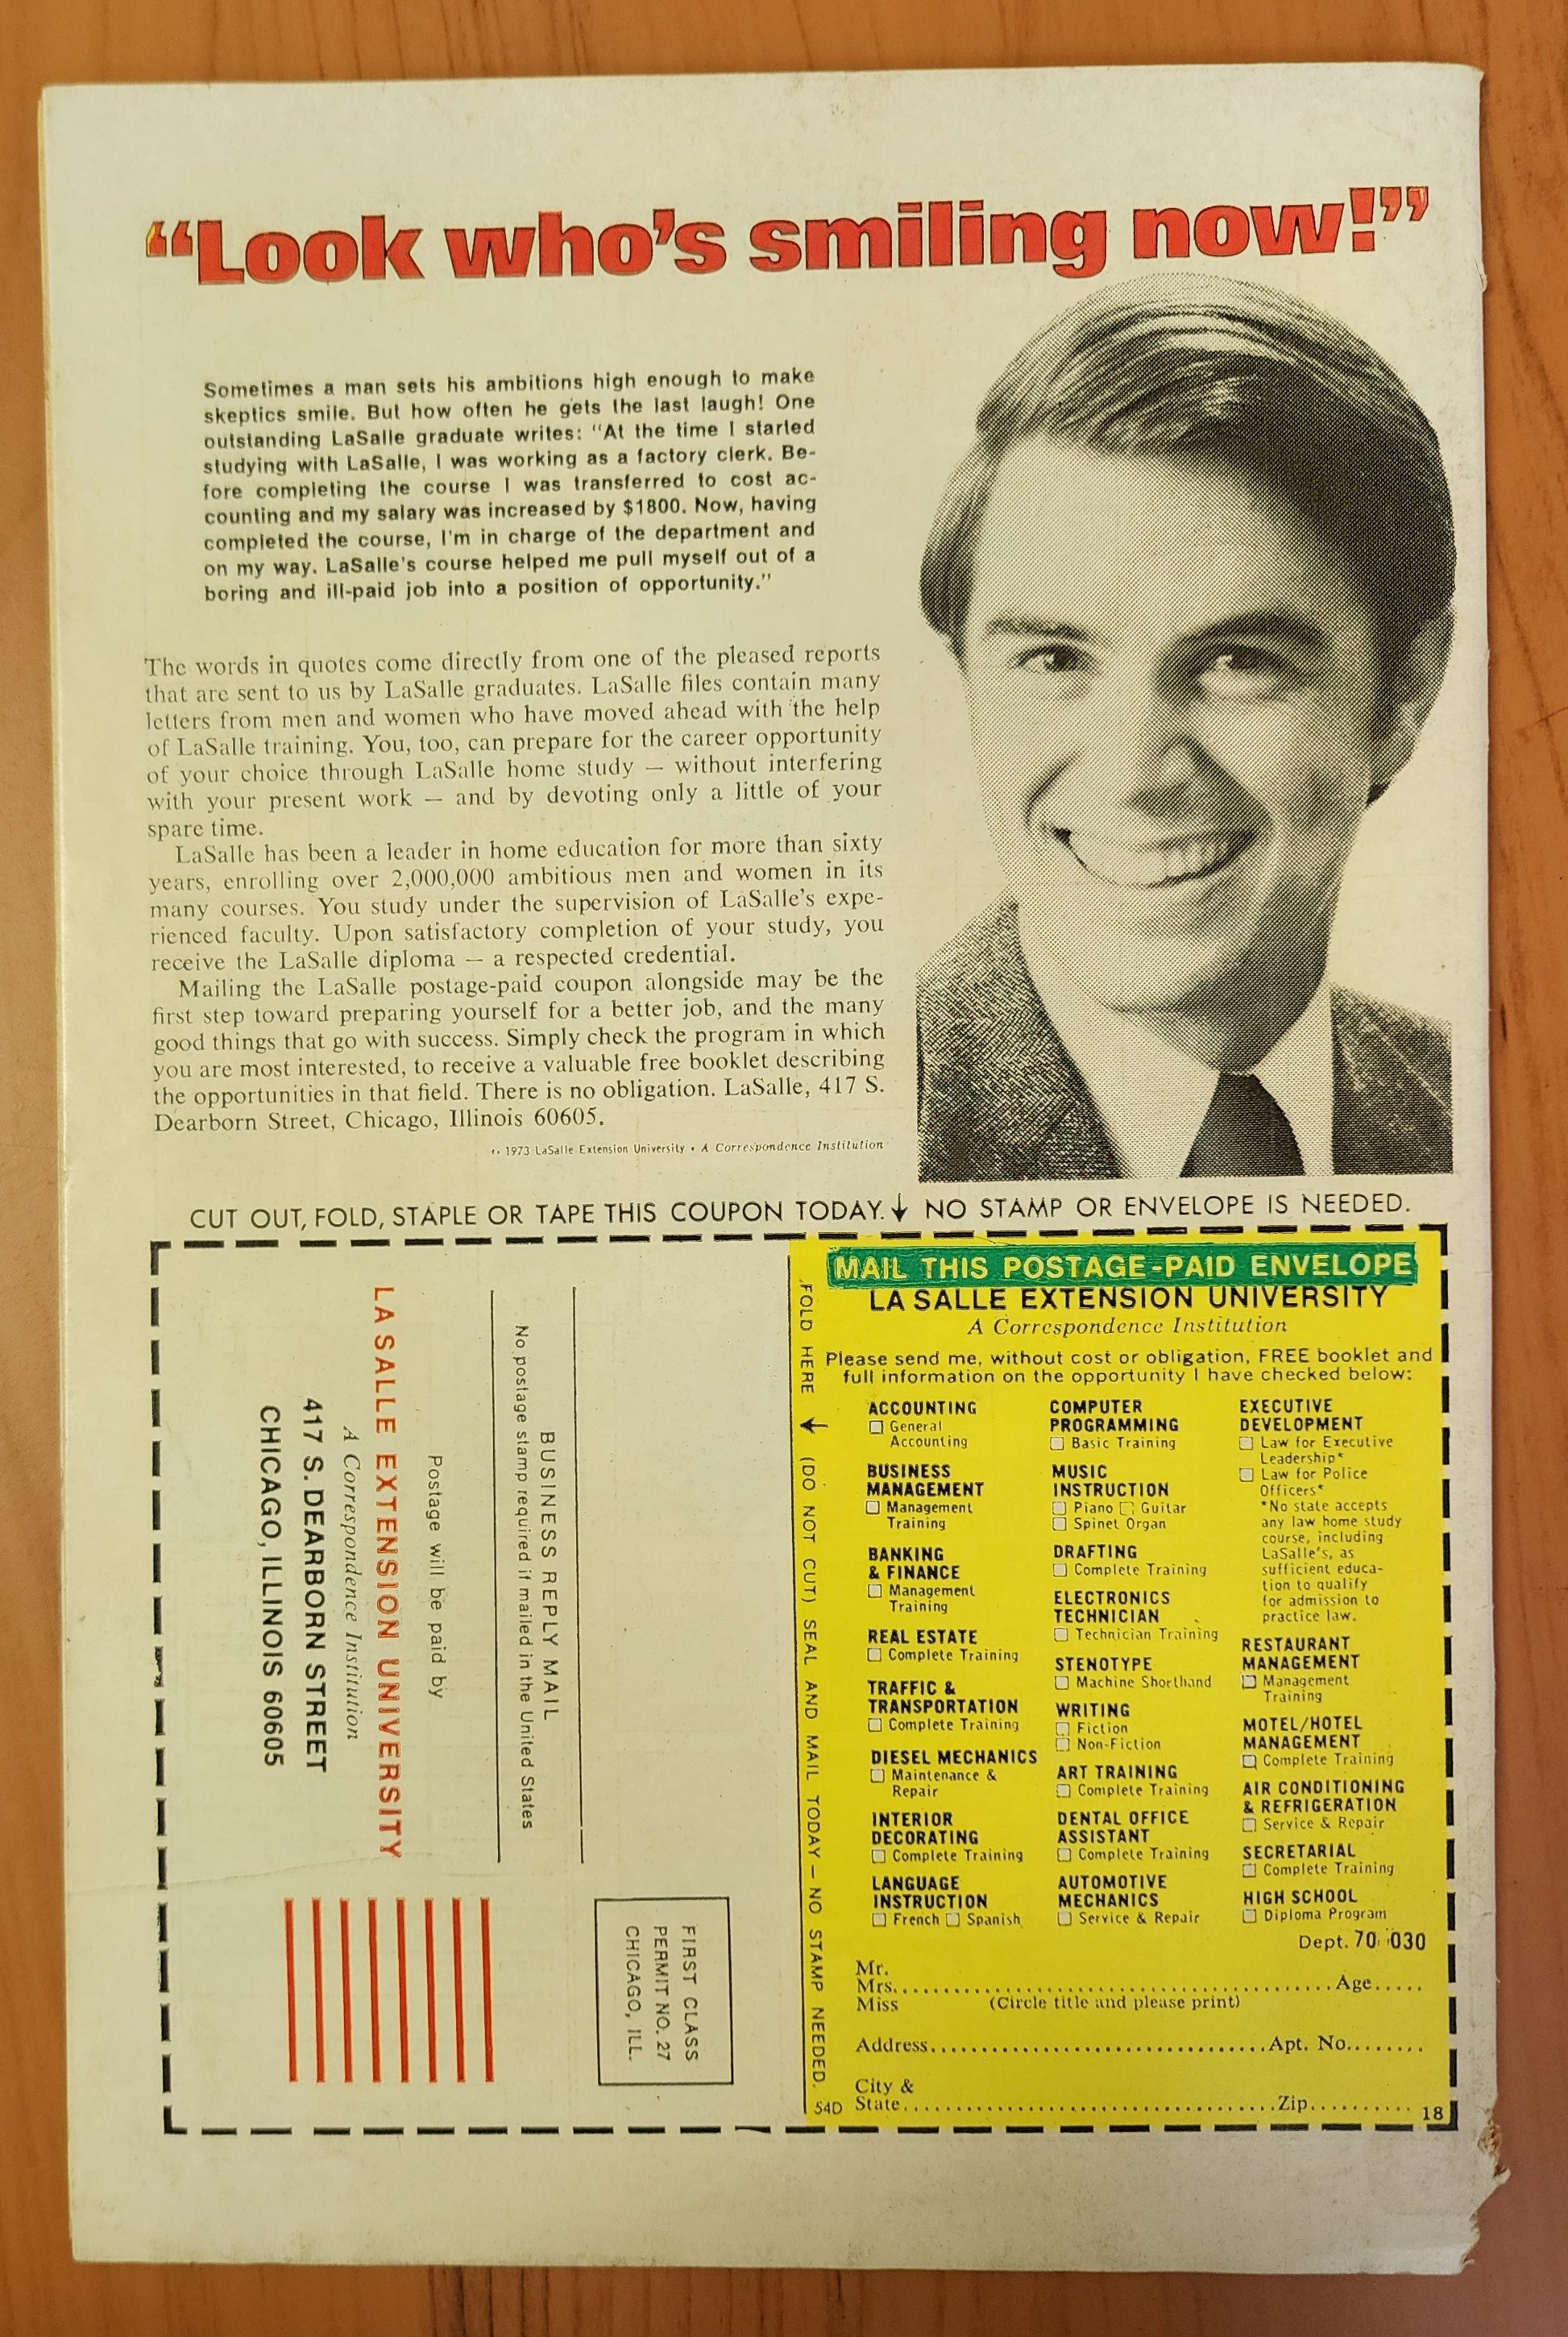 “Look who’s smiling now!”
Sometimes a man sets his ambitions high enough to make
skeptics smile. But how often he gets the last laugh! One
outstanding LaSalle graduate writes: “At the time I started
studying with LaSalle, I was working as a factory clerk. Be-
fore completing the course I was transferred to cost ac-
counting and my salary was increased by $1800. Now, having
completed the course, I'm in charge of the department and
on my way. LaSalle's course helped me pull myself out of a
boring and ill-paid job into a position of opportunity.”
The words in quotes come directly from one of the pleased reports
that are sent to us by LaSalle graduates. LaSalle files contain many
letters from men and women who have moved ahead with the help
of LaSalle training. You, too, can prepare for the career opportunity
of your choice through LaSalle home study — without interfering
with your present work — and by devoting only a little of your
spare time.
LaSalle has been a leader in home education for more than sixty
years, enrolling over 2,000,000 ambitious men and women in its
many courses. You study under the supervision of LaSalle's expe-
rienced faculty. Upon satisfactory completion of your study, you
receive the LaSalle diploma — a respected credential.
Mailing the LaSalle postage-paid coupon alongside may be the
first step toward preparing yourself for a better job, and the many
good things that go with success. Simply check the program in which
you are most interested, to receive a valuable free booklet describing
the opportunities in that field. There is no obligation. LaSalle, 417 S.
Dearborn Street, Chicago, Illinois 60605.
1973 LaSalle Extension University • A Correspondence Institution
CUT OUT, FOLD, STAPLE OR TAPE THIS COUPON TODAY. ↓ NO STAMP OR ENVELOPE IS NEEDED.
FIRST CLASS
PERMIT NO. 27
CHICAGO, ILL.
BUSINESS REPLY MAIL
No postage stamp required if mailed in the United States
Postage will be paid by
LA SALLE EXTENSION UNIVERSITY
A Correspondence Institution
417 S. DEARBORN STREET
CHICAGO, ILLINOIS 60605
FOLD HERE ← (DO NOT CUT) SEAL AND MAIL TODAY — NO STAMP NEEDED.
MAIL THIS POSTAGE-PAID ENVELOPE
LA SALLE EXTENSION UNIVERSITY
A Correspondence Institution
Please send me, without cost or obligation, FREE booklet and
full information on the opportunity I have checked below:
ACCOUNTING
☐ General
Accounting
BUSINESS
MANAGEMENT
☐ Management
Training
BANKING
& FINANCE
☐ Management
Training
REAL ESTATE
☐ Complete Training
TRAFFIC &
TRANSPORTATION
☐ Complete Training
DIESEL MECHANICS
☐ Maintenance &
Repair
INTERIOR
DECORATING
☐ Complete Training
LANGUAGE
INSTRUCTION
☐ French ☐ Spanish
COMPUTER
PROGRAMMING
☐ Basic Training
MUSIC
INSTRUCTION
☐ Piano ☐ Guitar
☐ Spinet Organ
DRAFTING
☐ Complete Training
ELECTRONICS
TECHNICIAN
☐ Technician Training
STENOTYPE
☐ Machine Shorthand
WRITING
☐ Fiction
☐ Non-Fiction
ART TRAINING
☐ Complete Training
DENTAL OFFICE
ASSISTANT
☐ Complete Training
AUTOMOTIVE
MECHANICS
☐ Service & Repair
EXECUTIVE
DEVELOPMENT
☐ Law for Executive
Leadership*
☐ Law for Police
Officers*
*No state accepts
any law home study
course, including
LaSalle's, as
sufficient educa-
tion to qualify
for admission to
practice law.
RESTAURANT
MANAGEMENT
☐ Management
Training
MOTEL/HOTEL
MANAGEMENT
☐ Complete Training
AIR CONDITIONING
& REFRIGERATION
☐ Service & Repair
SECRETARIAL
☐ Complete Training
HIGH SCHOOL
☐ Diploma Program
Dept. 70 030
Mr.
Mrs. Age
Miss (Circle title and please print)
Address Apt. No.
City &
State Zip
54D 18